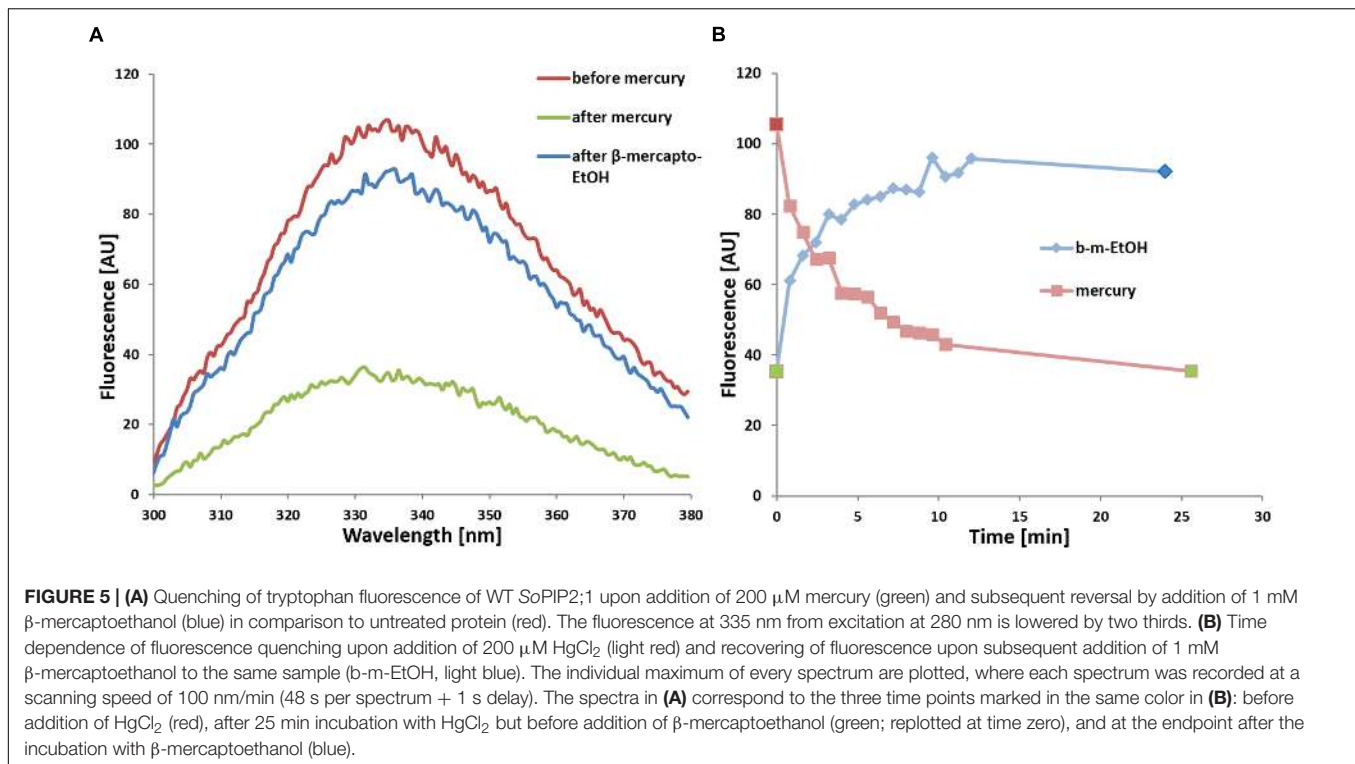 A
B
120
100
80
60
40
20
0
Fluorescence [AU]
300 310 320 330 340 350 360 370 380
Wavelength [nm]
before mercury
after mercury
after β-mercapto-
EtOH
120
100
80
60
40
20
0
Fluorescence [AU]
0 5 10 15 20 25 30
Time [min]
b-m-EtOH
mercury
FIGURE 5 | (A) Quenching of tryptophan fluorescence of WT SoPIP2;1 upon addition of 200 μM mercury (green) and subsequent reversal by addition of 1 mM
β-mercaptoethanol (blue) in comparison to untreated protein (red). The fluorescence at 335 nm from excitation at 280 nm is lowered by two thirds. (B) Time
dependence of fluorescence quenching upon addition of 200 μM HgCl₂ (light red) and recovering of fluorescence upon subsequent addition of 1 mM
β-mercaptoethanol to the same sample (b-m-EtOH, light blue). The individual maximum of every spectrum are plotted, where each spectrum was recorded at a
scanning speed of 100 nm/min (48 s per spectrum + 1 s delay). The spectra in (A) correspond to the three time points marked in the same color in (B): before
addition of HgCl₂ (red), after 25 min incubation with HgCl₂ but before addition of β-mercaptoethanol (green; replotted at time zero), and at the endpoint after the
incubation with β-mercaptoethanol (blue).